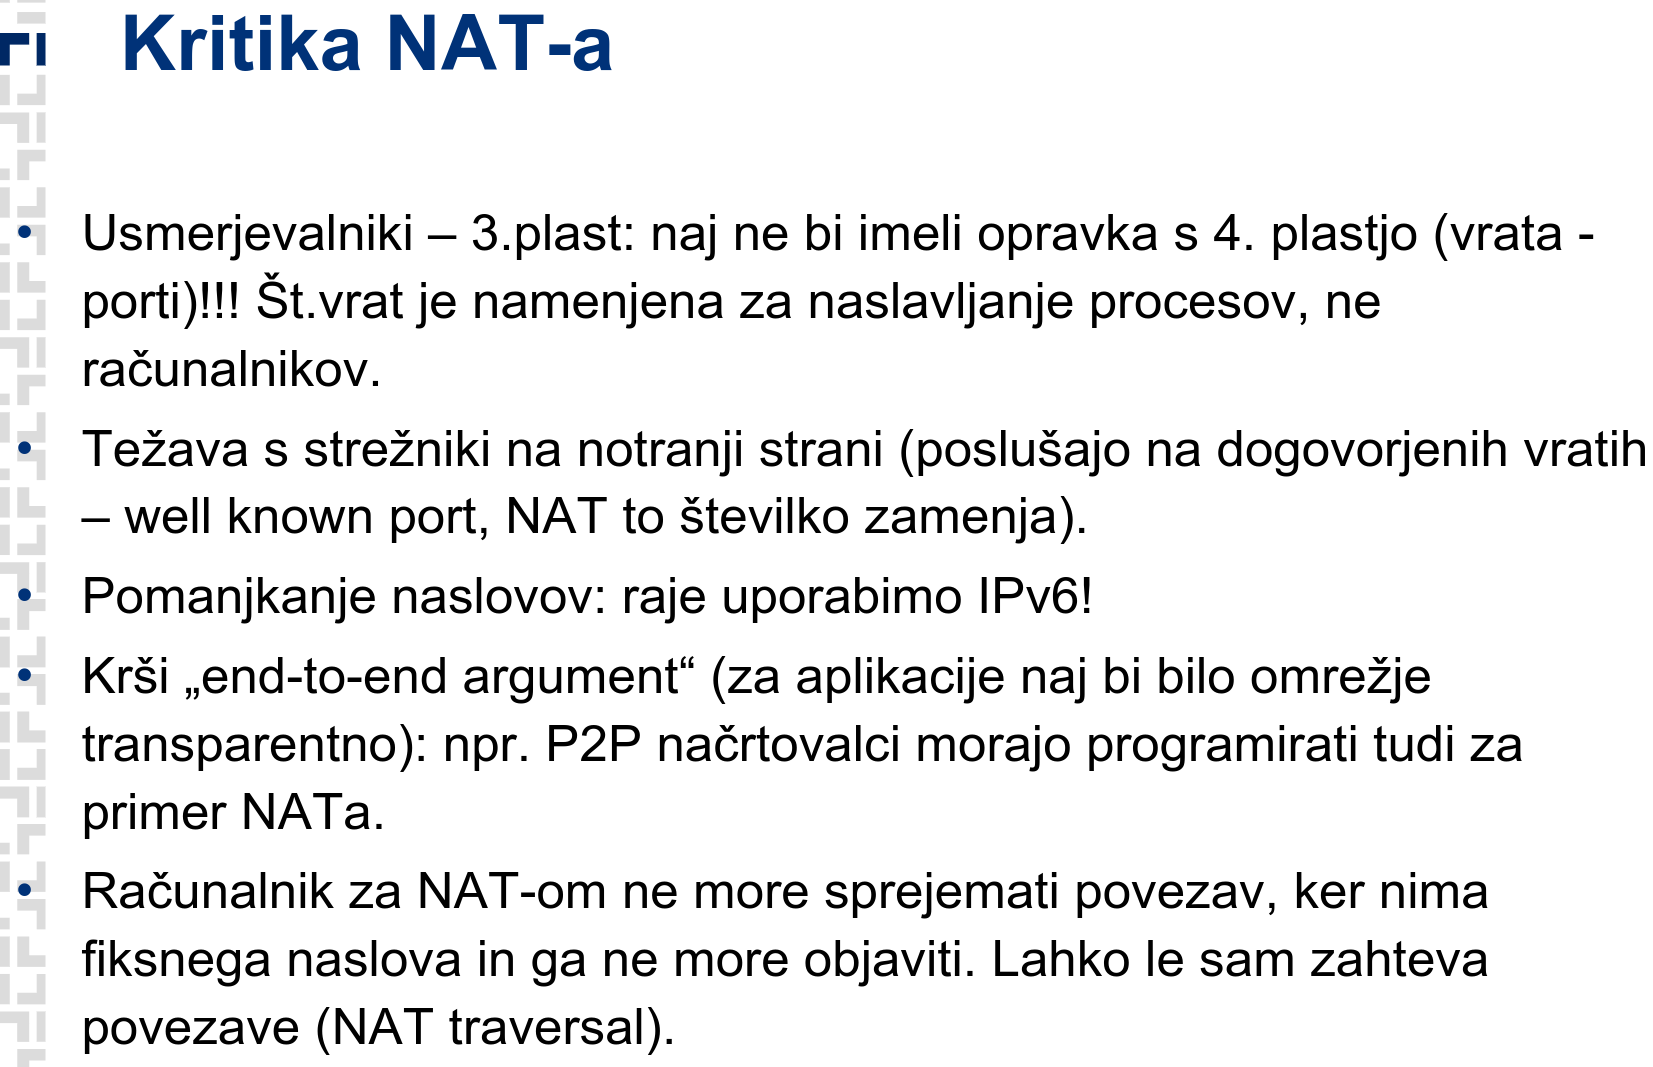 Kritika NAT-a
• Usmerjevalniki – 3.plast: naj ne bi imeli opravka s 4. plastjo (vrata -
porti)!!! Št.vrat je namenjena za naslavljanje procesov, ne
računalnikov.
• Težava s strežniki na notranji strani (poslušajo na dogovorjenih vratih
– well known port, NAT to številko zamenja).
• Pomanjkanje naslovov: raje uporabimo IPv6!
• Krši „end-to-end argument“ (za aplikacije naj bi bilo omrežje
transparentno): npr. P2P načrtovalci morajo programirati tudi za
primer NATa.
• Računalnik za NAT-om ne more sprejemati povezav, ker nima
fiksnega naslova in ga ne more objaviti. Lahko le sam zahteva
povezave (NAT traversal).